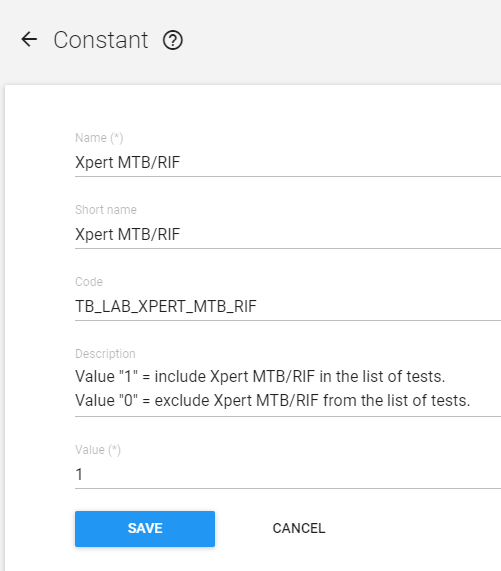 Constant
Name (*)
Xpert MTB/RIF
Short name
Xpert MTB/RIF
Code
TB_LAB_XPERT_MTB_RIF
Description
Value "1" = include Xpert MTB/RIF in the list of tests.
Value "0" = exclude Xpert MTB/RIF from the list of tests.
Value (*)
1
SAVE CANCEL